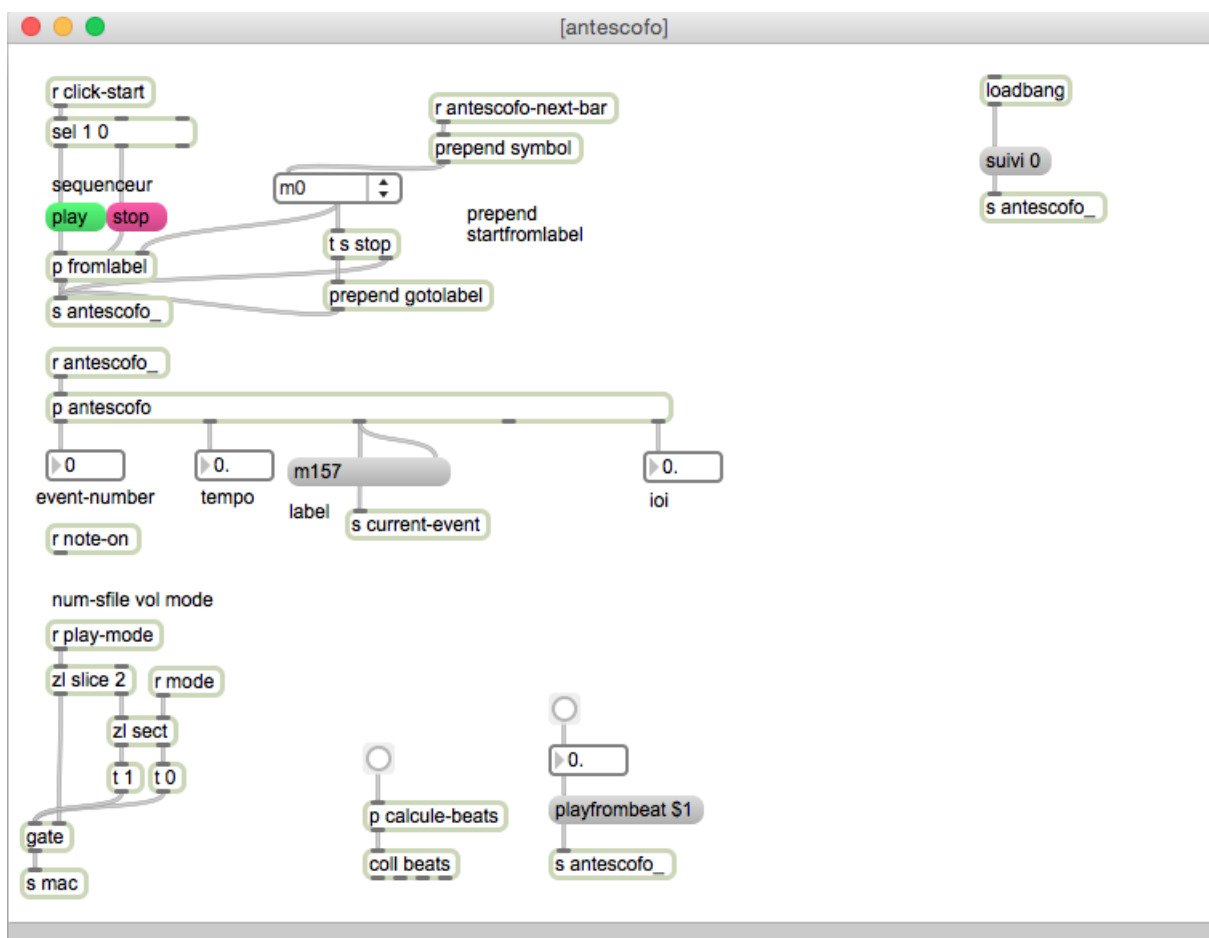 [antescofo]
r click-start
sel 1 0
sequenceur
play
stop
p fromlabel
s antescofo_
r antescofo-next-bar
prepend symbol
m0
t s stop
prepend gotolabel
prepend
startfromlabel
loadbang
suivi 0
s antescofo_
r antescofo_
p antescofo
0
event-number
0.
tempo
m157
label
s current-event
0.
ioi
r note-on
num-sfile vol mode
r play-mode
zl slice 2
r mode
zl sect
t 1
t 0
gate
s mac
p calcule-beats
coll beats
0.
playfrombeat $1
s antescofo_